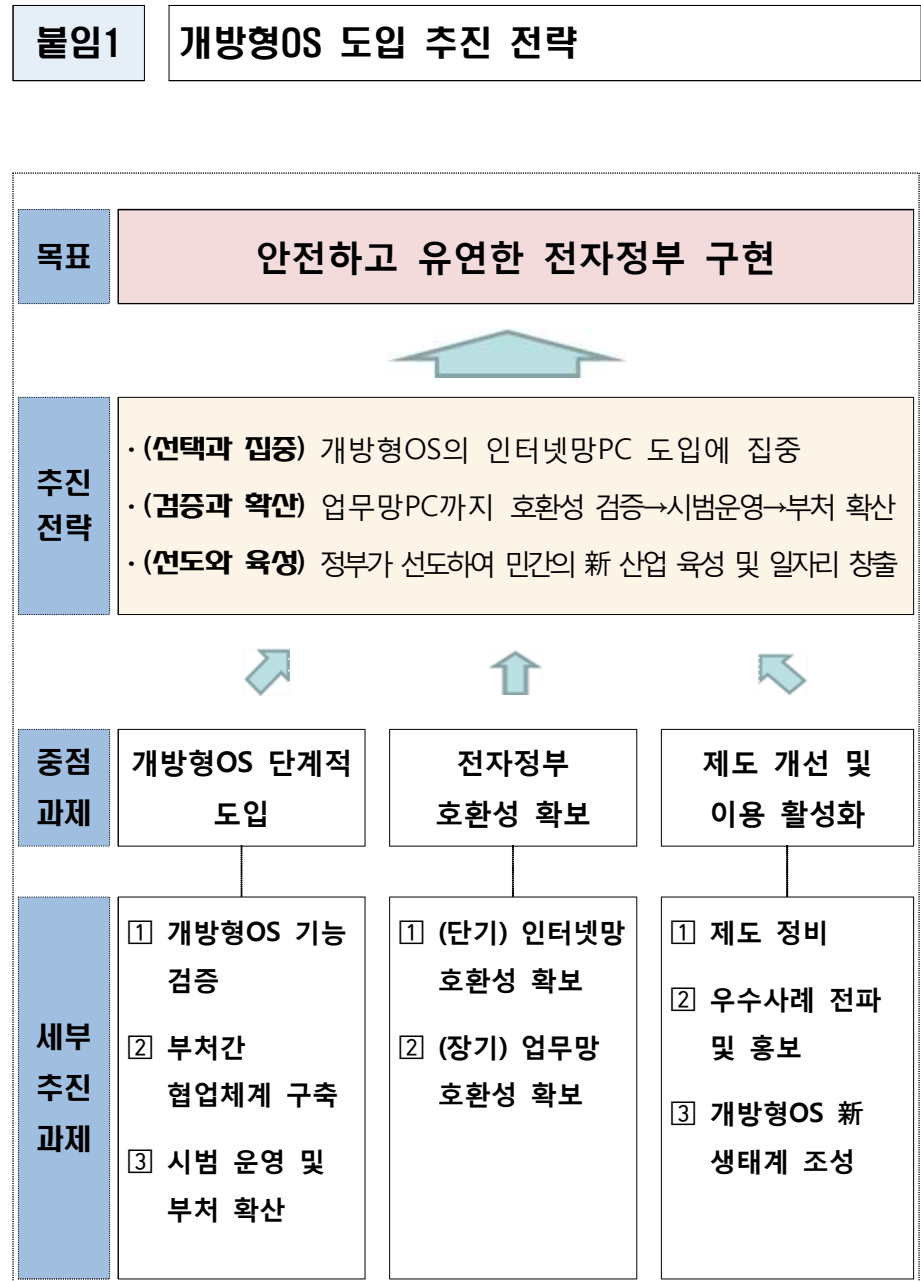 붙임1
개방형OS 도입 추진 전략
목표
안전하고 유연한 전자정부 구현
추진
전략
· (선택과 집중) 개방형OS의 인터넷망PC 도입에 집중
· (검증과 확산) 업무망PC까지 호환성 검증→시범운영→부처 확산
· (선도와 육성) 정부가 선도하여 민간의 新 산업 육성 및 일자리 창출
중점
과제
개방형OS 단계적
도입
전자정부
호환성 확보
제도 개선 및
이용 활성화
세부
추진
과제
1 개방형OS 기능
검증
2 부처간
협업체계 구축
3 시범 운영 및
부처 확산
1 (단기) 인터넷망
호환성 확보
2 (장기) 업무망
호환성 확보
1 제도 정비
2 우수사례 전파
및 홍보
3 개방형OS 新
생태계 조성